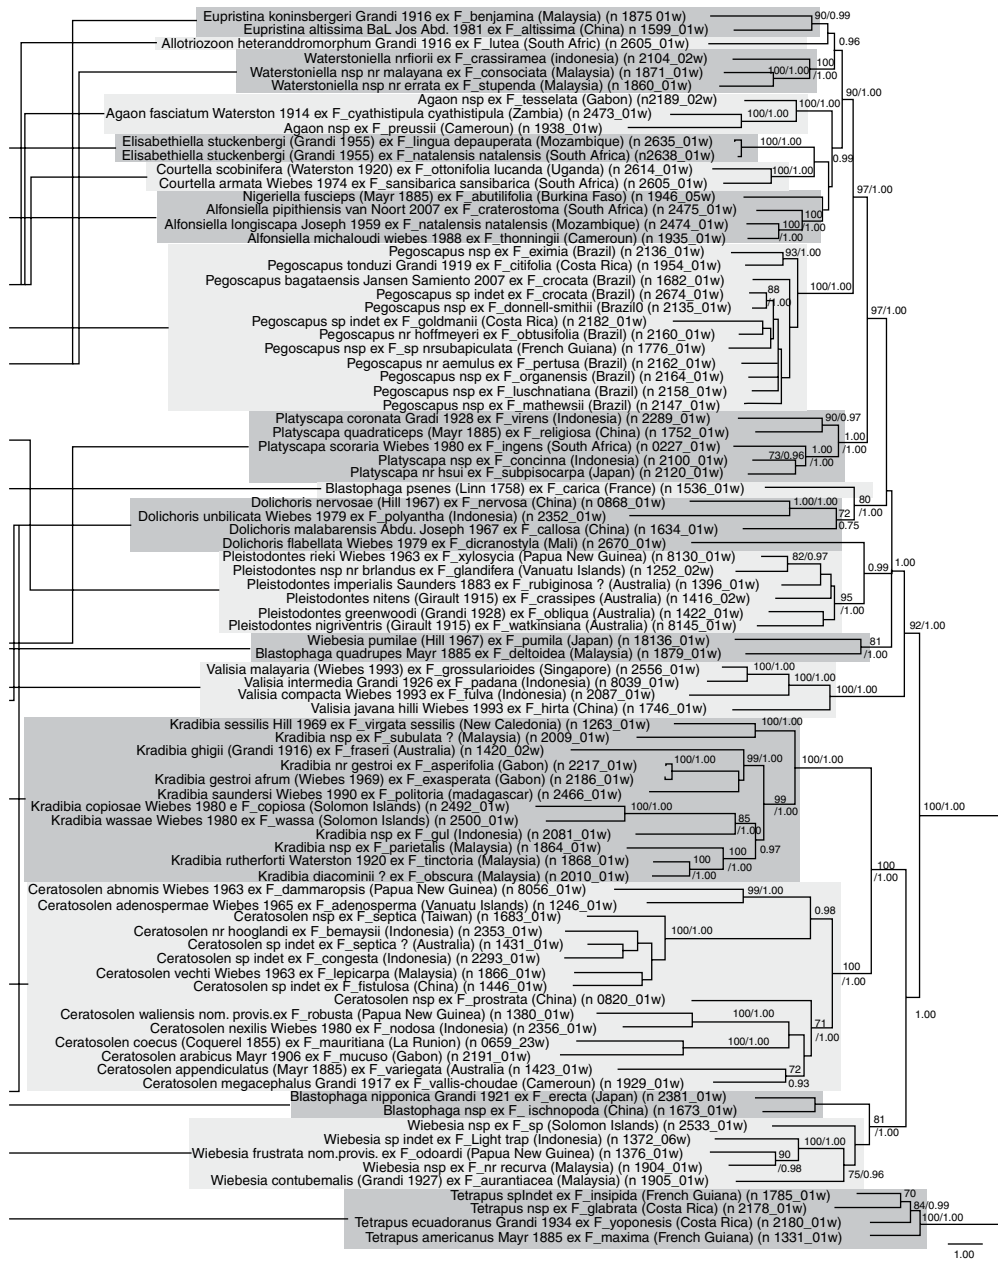 Eupristina koninsbergeri Grandi 1916 ex F_benjamina (Malaysia) (n 1875 01w)
90/0.99
Eupristina altissima BaL Jos Abd. 1981 ex F_altissima (China) n 1599_01w)
Allotriozoon heteranddromorphum Grandi 1916 ex F_lutea (South Afric) n 2605_01w)
0.96
Waterstoniella nrfiorii ex F_crassiramea (indonesia) (n 2104_02w)
100
/1.00
Waterstoniella nsp nr malayana ex F_consociata (Malaysia) (n 1871_01w)
100/1.00
Waterstoniella nsp nr errata ex F_stupenda (Malaysia) (n 1860_01w)
90/1.00
Agaon nsp ex F_tesselata (Gabon) (n2189_02w)
100/1.00
Agaon fasciatum Waterston 1914 ex F_cyathistipula cyathistipula (Zambia) (n 2473_01w)
100/1.00
Agaon nsp ex F_preussii (Cameroun) (n 1938_01w)
Elisabethiella stuckenbergi (Grandi 1955) ex F_lingua depauperata (Mozambique) (n 2635_01w)
100/1.00
Elisabethiella stuckenbergi (Grandi 1955) ex F_natalensis natalensis (South Africa) (n2638_01w)
0.99
Courtella scobinifera (Waterston 1920) ex F_ottonifolia lucanda (Uganda) (n 2614_01w)
100/1.00
Courtella armata Wiebes 1974 ex F_sansibarica sansibarica (South Africa) (n 2605_01w)
97/1.00
Nigeriella fusciceps (Mayr 1885) ex F_abutilifolia (Burkina Faso) (n 1946_05w)
Alfonsiella pipithiensis van Noort 2007 ex F_craterostoma (South Africa) (n 2475_01w)
100
/1.00
Alfonsiella longiscapa Joseph 1959 ex F_natalensis natalensis (Mozambique) (n 2474_01w)
100
/1.00
Alfonsiella michaloudi wiebes 1988 ex F_thonningii (Cameroun) (n 1935_01w)
Pegoscapus nsp ex F_eximia (Brazil) (n 2136_01w)
93/1.00
Pegoscapus tonduzi Grandi 1919 ex F_citifolia (Costa Rica) (n 1954_01w)
Pegoscapus bagataensis Jansen Samiento 2007 ex F_crocata (Brazil) (n 1682_01w)
100/1.00
Pegoscapus sp indet ex F_crocata (Brazil) (n 2674_01w)
88
/1.00
Pegoscapus nsp ex F_donnell-smithii (Brazil0 (n 2135_01w)
97/1.00
Pegoscapus sp indet ex F_goldmanii (Costa Rica) (n 2182_01w)
Pegoscapus nr hoffmeyeri ex F_obtusifolia (Brazil) (n 2160_01w)
Pegoscapus nsp ex F_sp nrsubapiculata (French Guiana) (n 1776_01w)
Pegoscapus nr aemulus ex F_pertusa (Brazil) (n 2162_01w)
Pegoscapus nsp ex F_organensis (Brazil) (n 2164_01w)
Pegoscapus nsp ex F_luschnatiana (Brazil) (n 2158_01w)
Pegoscapus nsp ex F_mathewsii (Brazil) (n 2147_01w)
Platyscapa coronata Gradi 1928 ex F_virens (Indonesia) (n 2289_01w)
90/0.97
Platyscapa quadraticeps (Mayr 1885) ex F_religiosa (China) (n 1752_01w)
1.00
/1.00
Platyscapa scoraria Wiebes 1980 ex F_ingens (South Africa) (n 0227_01w)
1.00
/1.00
Platyscapa nsp ex F_concinna (Indonesia) (n 2100_01w)
73/0.96
Platyscapa nr hsui ex F_subpisocarpa (Japan) (n 2120_01w)
Blastophaga psenes (Linn 1758) ex F_carica (France) (n 1536_01w)
80
/1.00
Dolichoris nervosae (Hill 1967) ex F_nervosa (China) (n 0868_01w)
1.00/1.00
Dolichoris unbilicata Wiebes 1979 ex F_polyantha (Indonesia) (n 2352_01w)
72
0.75
Dolichoris malabarensis Abdu. Joseph 1967 ex F_callosa (China) (n 1634_01w)
Dolichoris flabellata Wiebes 1979 ex F_dicranostyla (Mali) (n 2670_01w)
Pleistodontes rieki Wiebes 1963 ex F_xylosycia (Papua New Guinea) (n 8130_01w)
82/0.97
1.00
Pleistodontes nsp nr brlandus ex F_glandifera (Vanuatu Islands) (n 1252_02w)
0.99
Pleistodontes imperialis Saunders 1883 ex F_rubiginosa ? (Australia) (n 1396_01w)
Pleistodontes nitens (Girault 1915) ex F_crassipes (Australia) (n 1416_02w)
95
/1.00
Pleistodontes greenwoodi (Grandi 1928) ex F_obliqua (Australia) (n 1422_01w)
Pleistodontes nigriventris (Girault 1915) ex F_watkinsiana (Australia) (n 8145_01w)
92/1.00
Wiebesia pumilae (Hill 1967) ex F_pumila (Japan) (n 18136_01w)
81
/1.00
Blastophaga quadrupes Mayr 1885 ex F_deltoidea (Malaysia) (n 1879_01w)
Valisia malayaria (Wiebes 1993) ex F_grossularioides (Singapore) (n 2556_01w)
100/1.00
Valisia intermedia Grandi 1926 ex F_padana (Indonesia) (n 8039_01w)
100/1.00
Valisia compacta Wiebes 1993 ex F_fulva (Indonesia) (n 2087_01w)
100/1.00
Valisia javana hilli Wiebes 1993 ex F_hirta (China) (n 1746_01w)
Kradibia sessilis Hill 1969 ex F_virgata sessilis (New Caledonia) (n 1263_01w)
100/1.00
Kradibia nsp ex F_subulata ? (Malaysia) (n 2009_01w)
Kradibia ghigii (Grandi 1916) ex F_fraseri (Australia) (n 1420_02w)
Kradibia nr gestroi ex F_asperifolia (Gabon) (n 2217_01w)
100/1.00
99/1.00
100/1.00
Kradibia gestroi afrum (Wiebes 1969) ex F_exasperata (Gabon) (n 2186_01w)
Kradibia saundersi Wiebes 1990 ex F_politoria (madagascar) (n 2466_01w)
99
/1.00
Kradibia copiosae Wiebes 1980 e F_copiosa (Solomon Islands) (n 2492_01w)
100/1.00
100/1.00
Kradibia wassae Wiebes 1980 ex F_wassa (Solomon Islands) (n 2500_01w)
85
/1.00
Kradibia nsp ex F_gul (Indonesia) (n 2081_01w)
Kradibia nsp ex F_parietalis (Malaysia) (n 1864_01w)
100
/1.00
0.97
Kradibia rutherforti Waterston 1920 ex F_tinctoria (Malaysia) (n 1868_01w)
100
/1.00
100
/1.00
Kradibia diacominii ? ex F_obscura (Malaysia) (n 2010_01w)
Ceratosolen abnomis Wiebes 1963 ex F_dammaropsis (Papua New Guinea) (n 8056_01w)
99/1.00
Ceratosolen adenospermae Wiebes 1965 ex F_adenosperma (Vanuatu Islands) (n 1246_01w)
0.98
Ceratosolen nsp ex F_septica (Taiwan) (n 1683_01w)
Ceratosolen nr hooglandi ex F_bemaysii (Indonesia) (n 2353_01w)
100/1.00
Ceratosolen sp indet ex F_septica ? (Australia) (n 1431_01w)
Ceratosolen sp indet ex F_congesta (Indonesia) (n 2293_01w)
Ceratosolen vechti Wiebes 1963 ex F_lepicarpa (Malaysia) (n 1866_01w)
100
/1.00
Ceratosolen sp indet ex F_fistulosa (China) (n 1446_01w)
Ceratosolen nsp ex F_prostrata (China) (n 0820_01w)
Ceratosolen waliensis nom. provis.ex F_robusta (Papua New Guinea) (n 1380_01w)
100/1.00
1.00
Ceratosolen nexilis Wiebes 1980 ex F_nodosa (Indonesia) (n 2356_01w)
71
/1.00
Ceratosolen coecus (Coquerel 1855) ex F_mauritiana (La Runion) (n 0659_23w)
100/1.00
Ceratosolen arabicus Mayr 1906 ex F_mucuso (Gabon) (n 2191_01w)
Ceratosolen appendiculatus (Mayr 1885) ex F_variegata (Australia) (n 1423_01w)
72
0.93
Ceratosolen megacephalus Grandi 1917 ex F_vallis-choudae (Cameroun) (n 1929_01w)
Blastophaga nipponica Grandi 1921 ex F_erecta (Japan) (n 2381_01w)
Blastophaga nsp ex F_ ischnopoda (China) (n 1673_01w)
81
/1.00
Wiebesia nsp ex F_sp (Solomon Islands) (n 2533_01w)
Wiebesia sp indet ex F_Light trap (Indonesia) (n 1372_06w)
100/1.00
Wiebesia frustrata nom.provis. ex F_odoardi (Papua New Guinea) (n 1376_01w)
90
/0.98
Wiebesia nsp ex F_nr recurva (Malaysia) (n 1904_01w)
75/0.96
Wiebesia contubemalis (Grandi 1927) ex F_aurantiacea (Malaysia) (n 1905_01w)
Tetrapus spIndet ex F_insipida (French Guiana) (n 1785_01w)
70
Tetrapus nsp ex F_glabrata (Costa Rica) (n 2178_01w)
84/0.99
Tetrapus ecuadoranus Grandi 1934 ex F_yoponesis (Costa Rica) (n 2180_01w)
100/1.00
Tetrapus americanus Mayr 1885 ex F_maxima (French Guiana) (n 1331_01w)
1.00